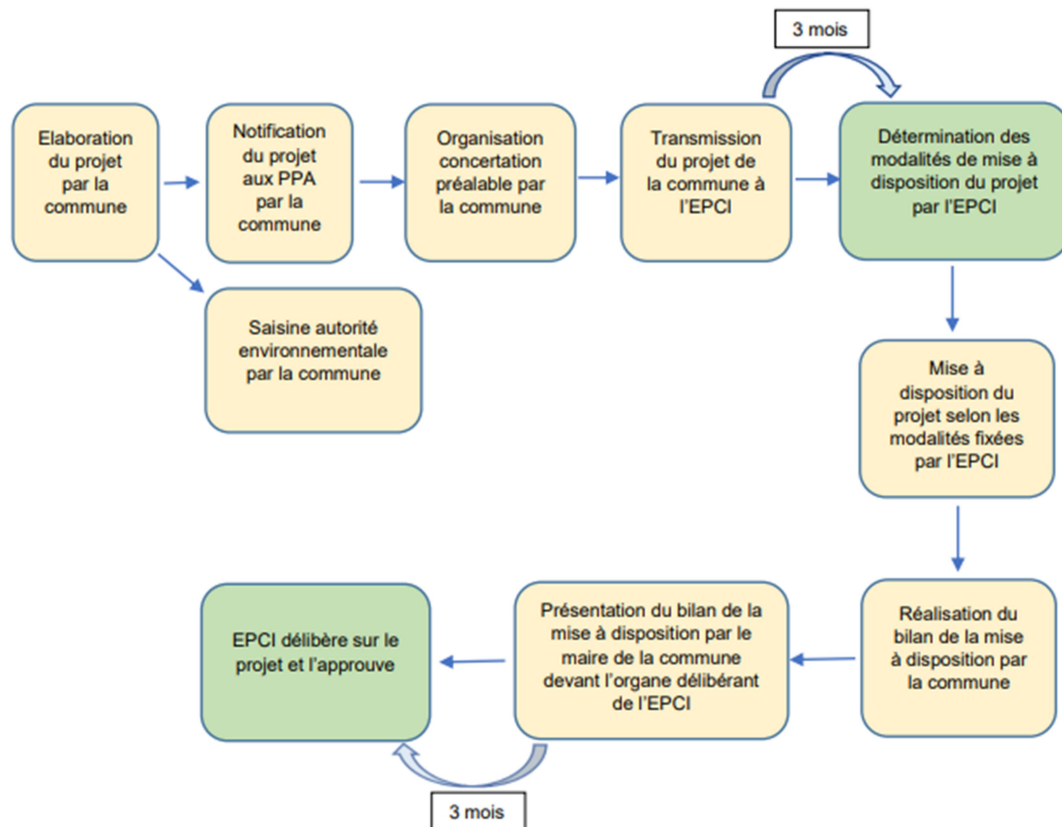 3 mois
Elaboration
du projet
par la
commune
Notification
du projet
aux PPA
par la
commune
Organisation
concertation
préalable par
la commune
Transmission
du projet de
la commune à
l'EPCI
Détermination des
modalités de mise à
disposition du projet
par l'EPCI
Saisine autorité
environnementale
par la commune
Mise à
disposition du
projet selon les
modalités fixées
par l'EPCI
Réalisation du
bilan de la mise
à disposition par
la commune
Présentation du bilan de la
mise à disposition par le
maire de la commune
devant l'organe délibérant
de l'EPCI
EPCI délibère sur le
projet et l'approuve
3 mois